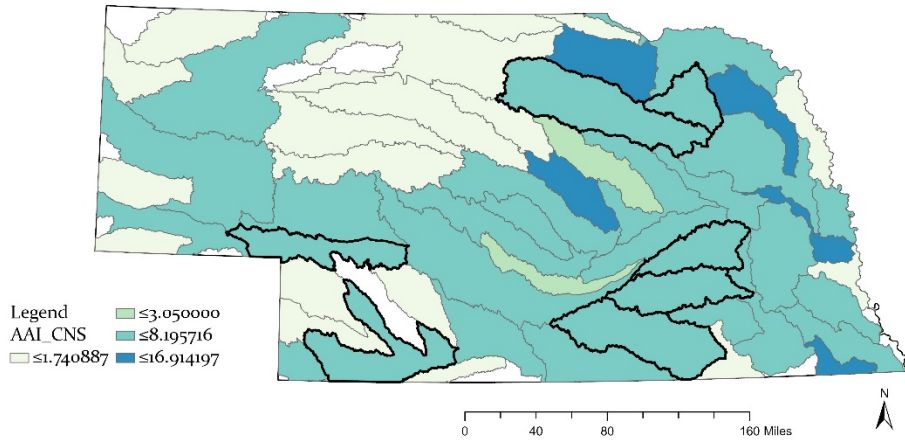 Legend
AAI_CNS
≤1.740887
≤3.050000
≤8.195716
≤16.914197
N
0 40 80 160 Miles